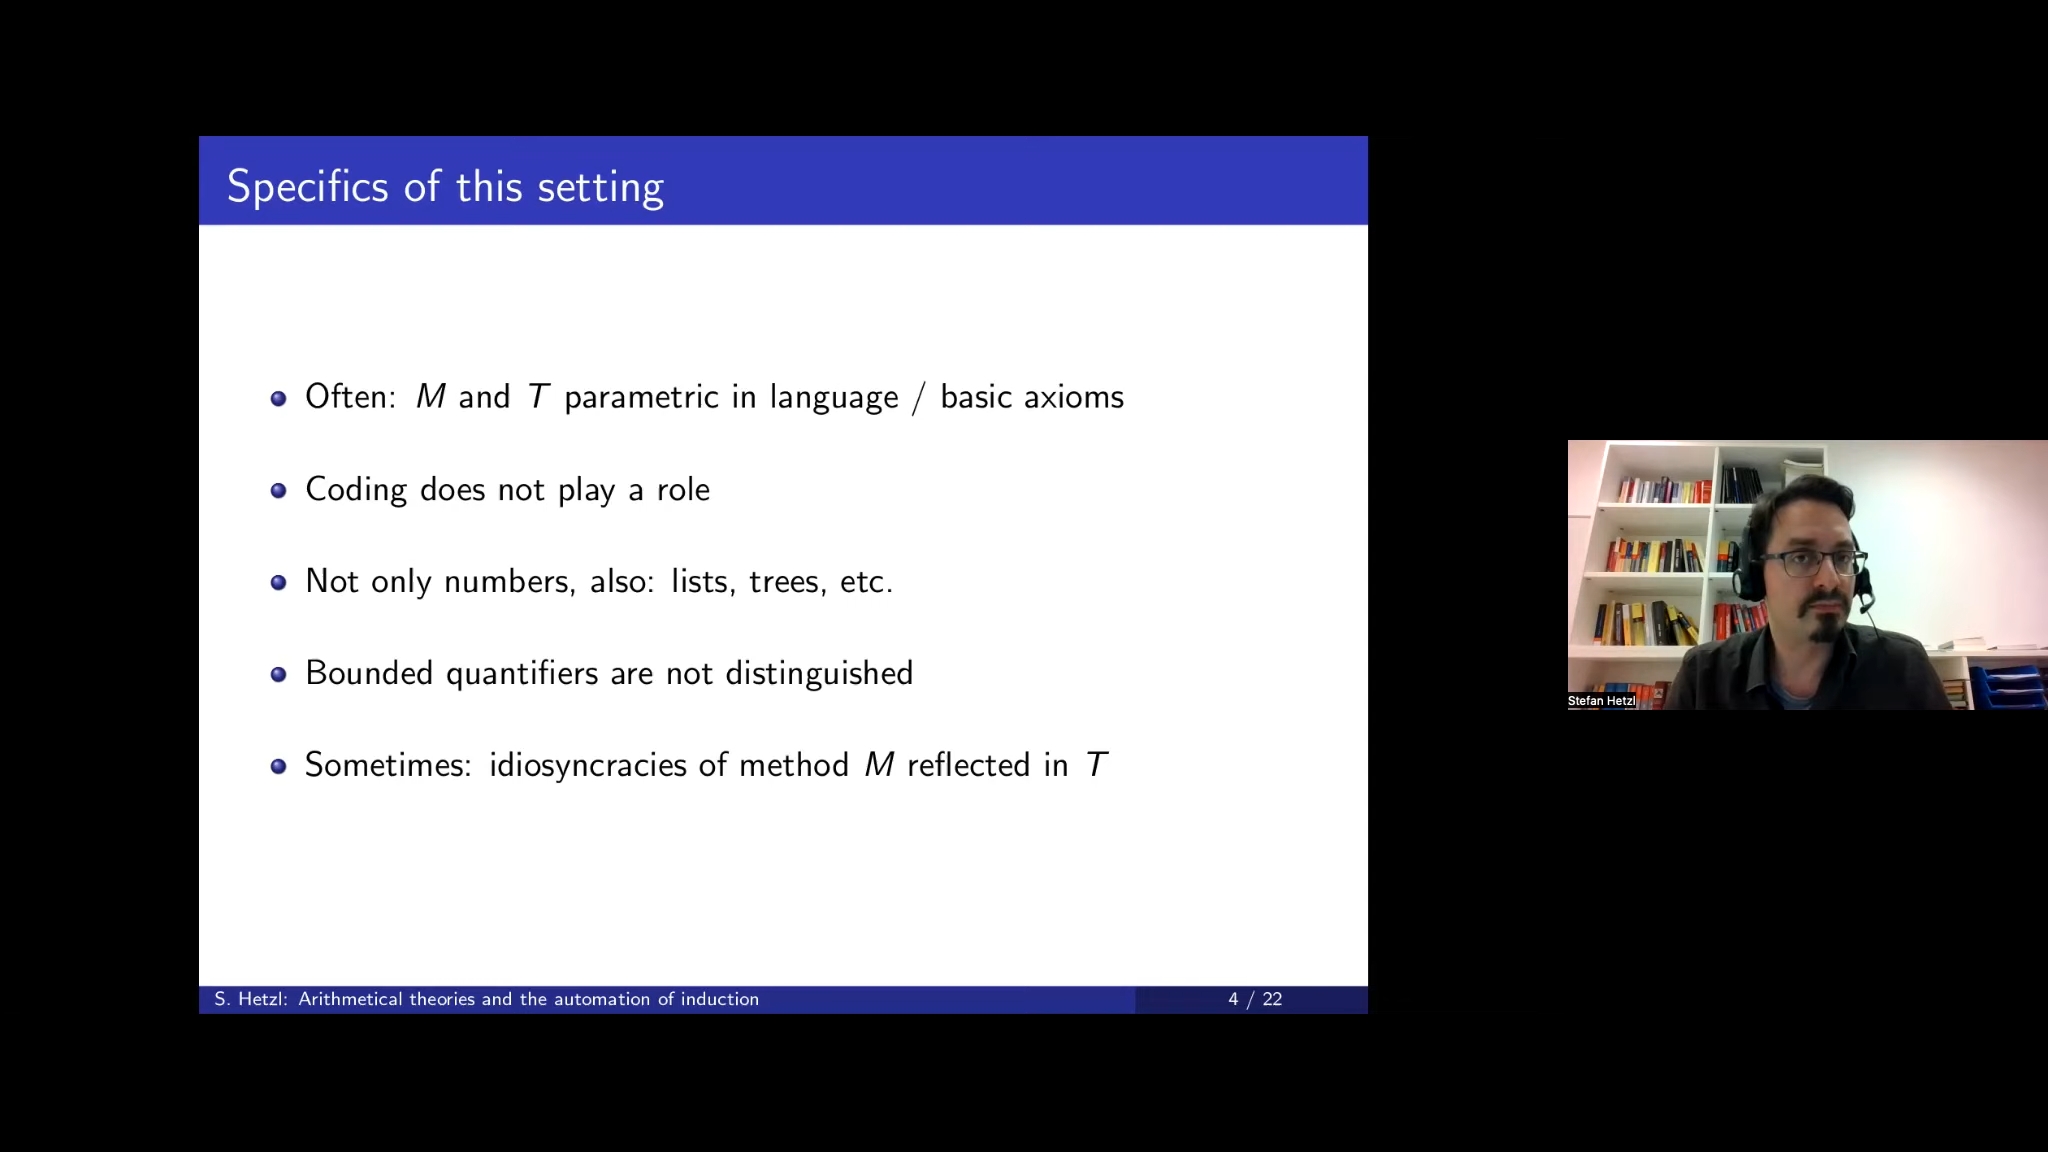 Specifics of this setting
Often: M and T parametric in language / basic axioms
Coding does not play a role
Not only numbers, also: lists, trees, etc.
Bounded quantifiers are not distinguished
Sometimes: idiosyncracies of method M reflected in T
S. Hetzl: Arithmetical theories and the automation of induction
4 / 22
Stefan Hetzl